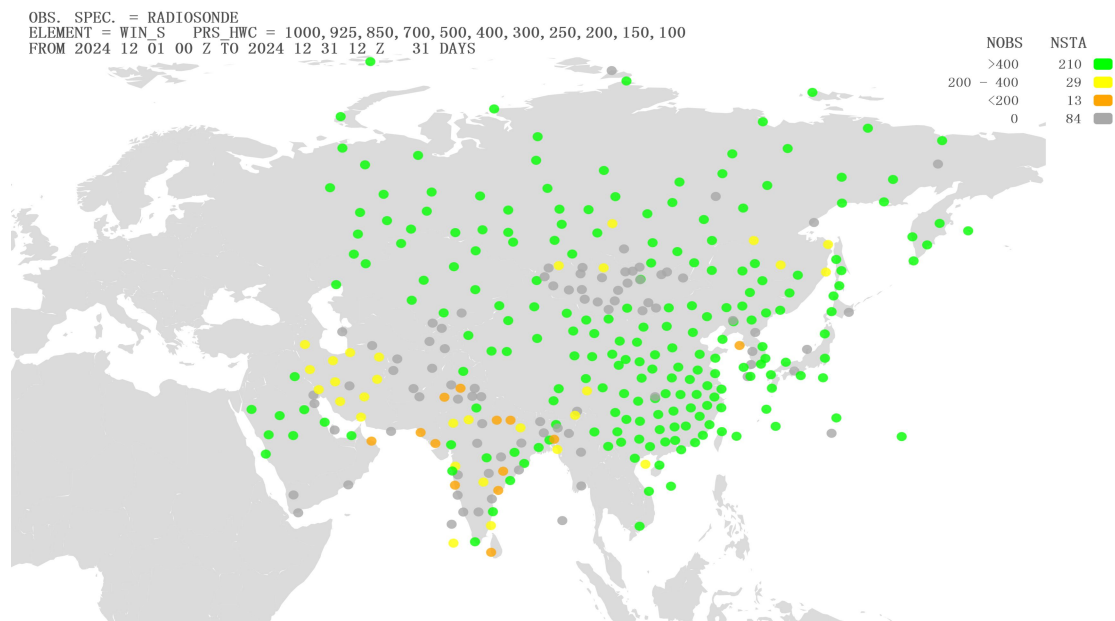 OBS. SPEC. = RADIOSONDE
ELEMENT = WIN_S PRS_HWC = 1000,925,850,700,500,400,300,250,200,150,100
FROM 2024 12 01 00 Z TO 2024 12 31 12 Z 31 DAYS
NOBS NSTA
>400 210
200 - 400 29
<200 13
0 84